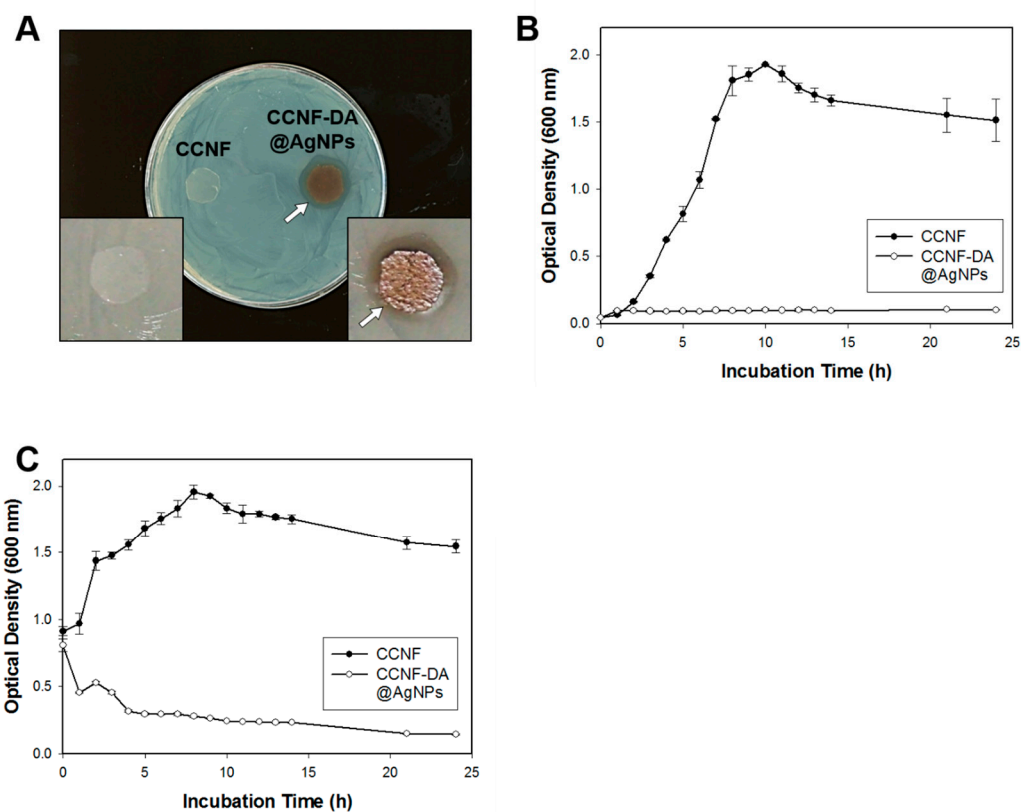 A
CCNF
CCNF-DA
@AgNPs
B
Optical Density (600 nm)
2.0
1.5
1.0
0.5
0.0
CCNF
CCNF-DA
@AgNPs
0
5
10
15
20
25
Incubation Time (h)
C
Optical Density (600 nm)
2.0
1.5
1.0
0.5
0.0
CCNF
CCNF-DA
@AgNPs
0
5
10
15
20
25
Incubation Time (h)